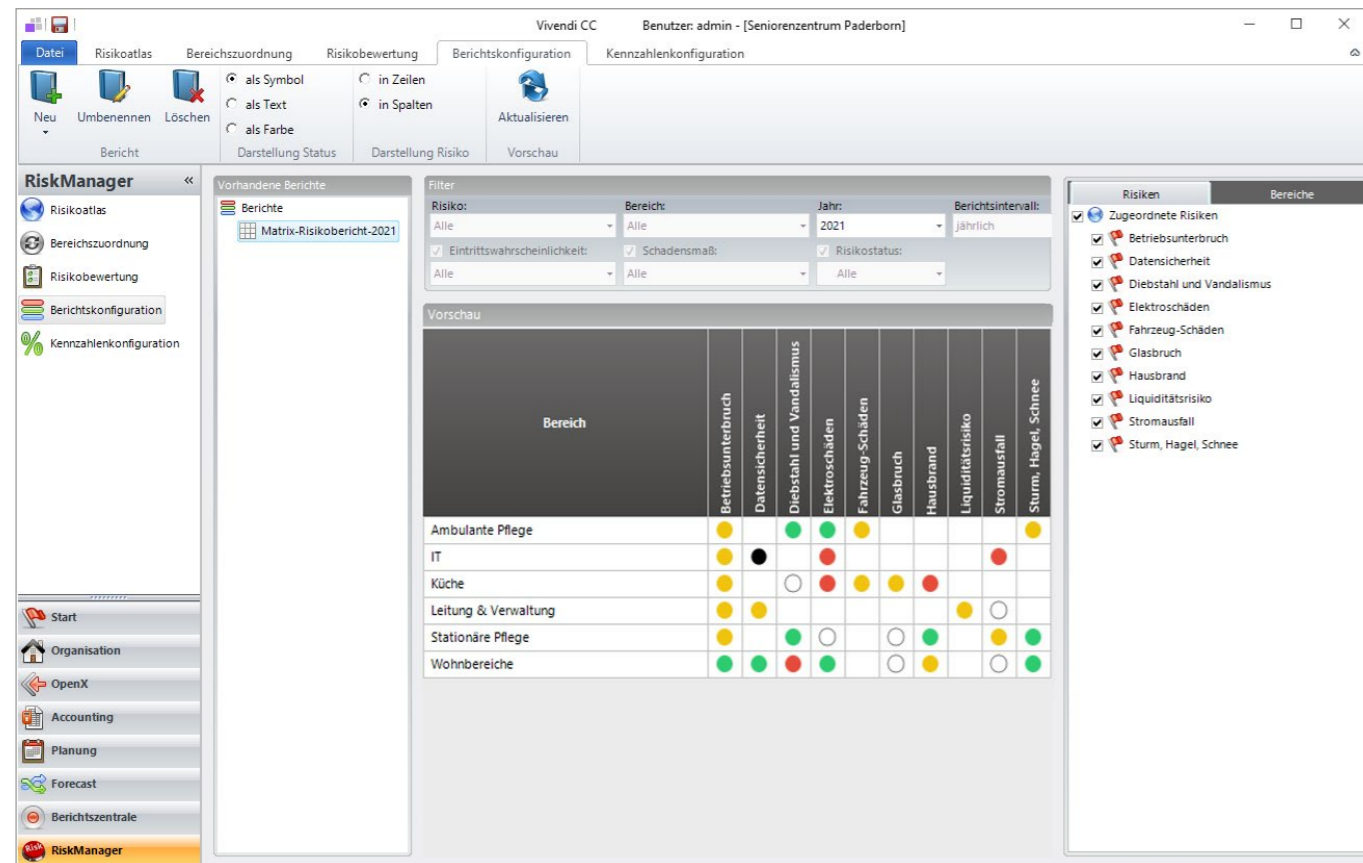 Vivendi CC Benutzer: admin - [Seniorenzentrum Paderborn]
Datei Risikoatlas Bereichszuordnung Risikobewertung Berichtskonfiguration Kennzahlenkonfiguration
Neu Umbenennen Löschen
als Symbol
als Text
als Farbe
in Zeilen
in Spalten
Aktualisieren
Bericht Darstellung Status Darstellung Risiko Vorschau
RiskManager «
Risikoatlas
Bereichszuordnung
Risikobewertung
Berichtskonfiguration
Kennzahlenkonfiguration
Start
Organisation
OpenX
Accounting
Planung
Forecast
Berichtszentrale
Risk
RiskManager
Vorhandene Berichte
Berichte
Matrix-Risikobericht-2021
Filter
Risiko: Bereich: Jahr: Berichtsintervall:
Alle Alle 2021 jährlich
Eintrittswahrscheinlichkeit: Schadensmaß: Risikostatus:
Alle Alle Alle
Vorschau
Bereich
Betriebsunterbruch
Datensicherheit
Diebstahl und Vandalismus
Elektroschäden
Fahrzeug-Schäden
Glasbruch
Hausbrand
Liquiditätsrisiko
Stromausfall
Sturm, Hagel, Schnee
Ambulante Pflege
IT
Küche
Leitung & Verwaltung
Stationäre Pflege
Wohnbereiche
Risiken Bereiche
Zugeordnete Risiken
Betriebsunterbruch
Datensicherheit
Diebstahl und Vandalismus
Elektroschäden
Fahrzeug-Schäden
Glasbruch
Hausbrand
Liquiditätsrisiko
Stromausfall
Sturm, Hagel, Schnee